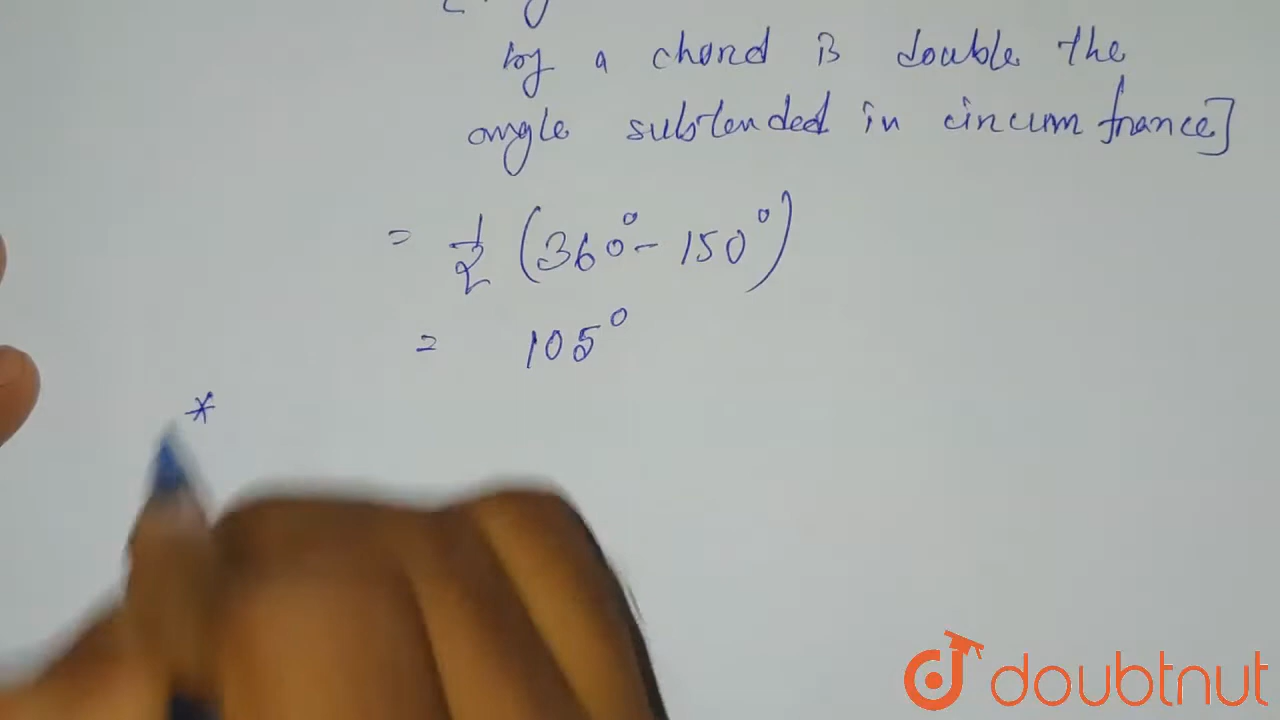 by a chord is double the
angle subtended in circumfrance]
= 1/2 (360° - 150°)
= 105°
*
doubtnut